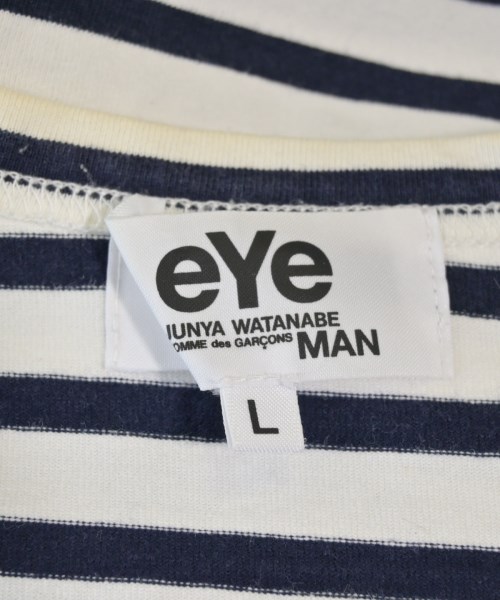 eYe
JUNYA WATANABE
COMME des GARÇONS MAN
L